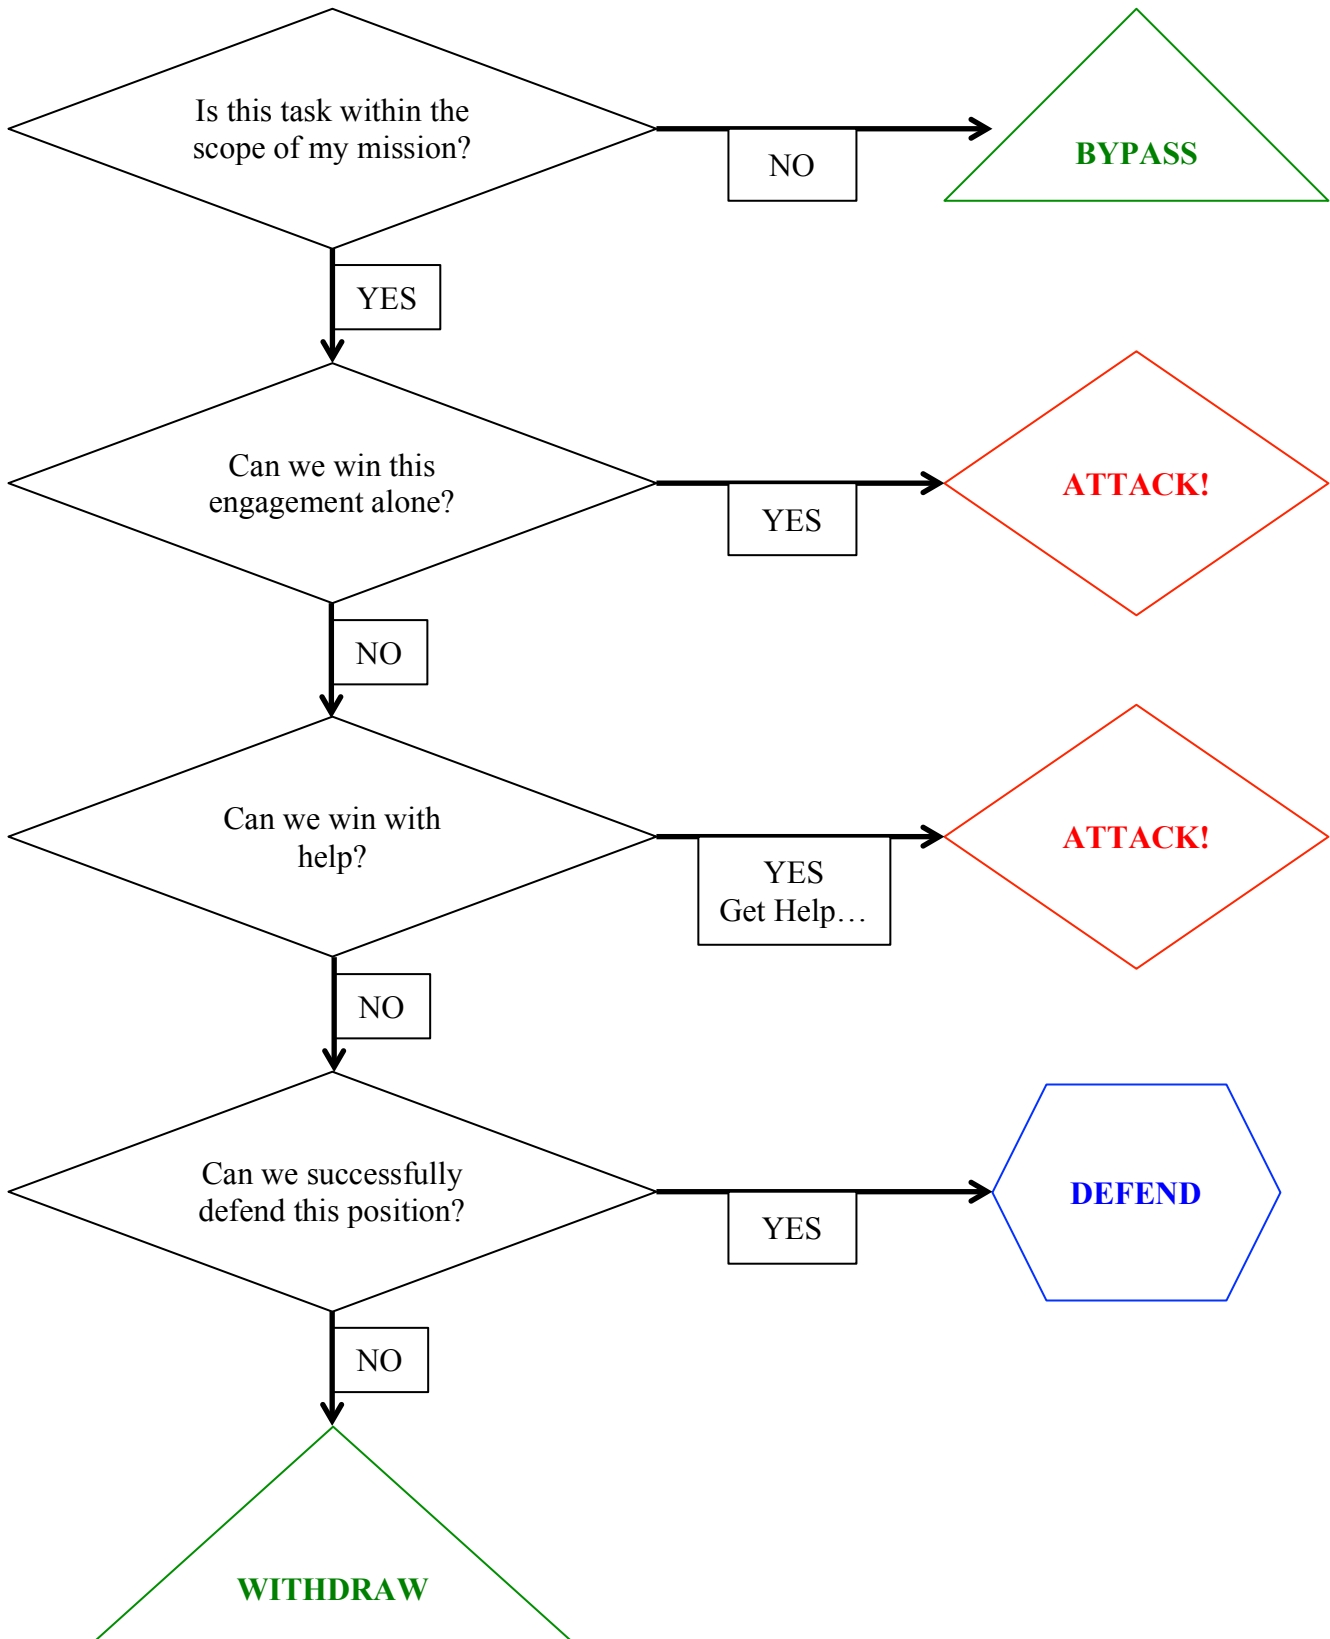 Is this task within the
scope of my mission?
NO
BYPASS
YES
Can we win this
engagement alone?
YES
ATTACK!
NO
Can we win with
help?
YES
Get Help…
ATTACK!
NO
Can we successfully
defend this position?
YES
DEFEND
NO
WITHDRAW